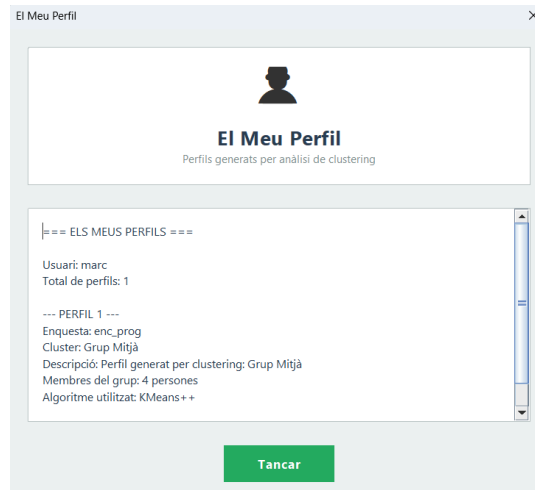 El Meu Perfil
El Meu Perfil
Perfils generats per anàlisi de clustering
=== ELS MEUS PERFILS ===
Usuari: marc
Total de perfils: 1
--- PERFIL 1 ---
Enquesta: enc_prog
Cluster: Grup Mitjà
Descripció: Perfil generat per clustering: Grup Mitjà
Membres del grup: 4 persones
Algoritme utilitzat: KMeans++
Tancar